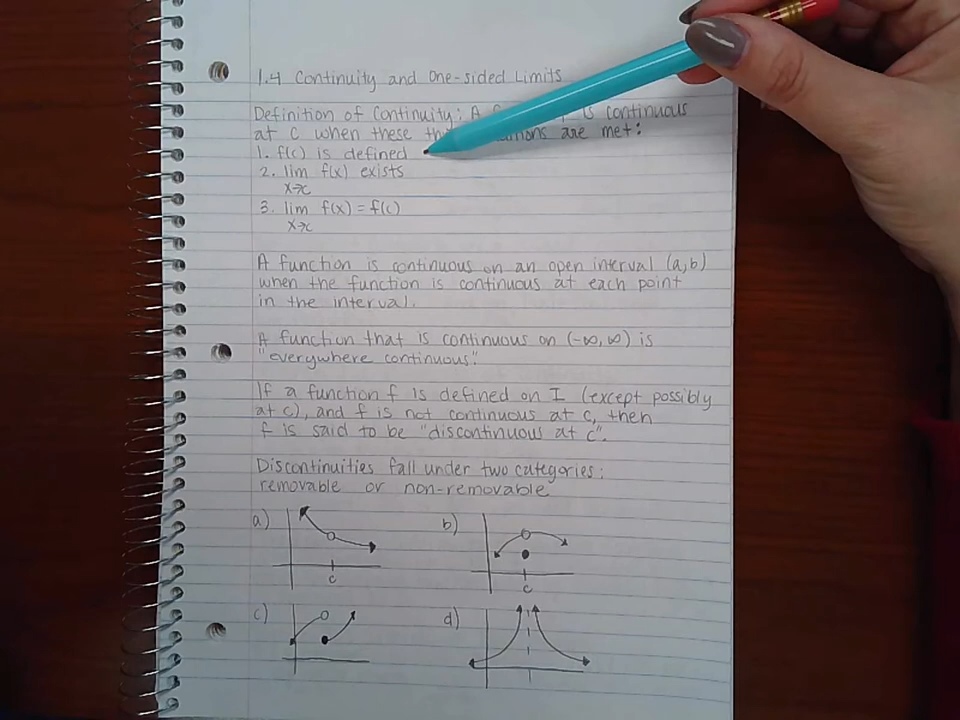 1.4 Continuity and One-sided Limits
Definition of Continuity: A is continuous
at c when these are met:
1. f(c) is defined
2. lim f(x) exists
x→c
3. lim f(x) = f(c)
x→c
A function is continuous on an open interval (a,b)
when the function is continuous at each point
in the interval.
A function that is continuous on (-∞,∞) is
"everywhere continuous".
If a function f is defined on I (except possibly
at c), and f is not continuous at c, then
f is said to be "discontinuous at c".
Discontinuities fall under two categories:
removable or non-removable
a) b)
c c
c) d)